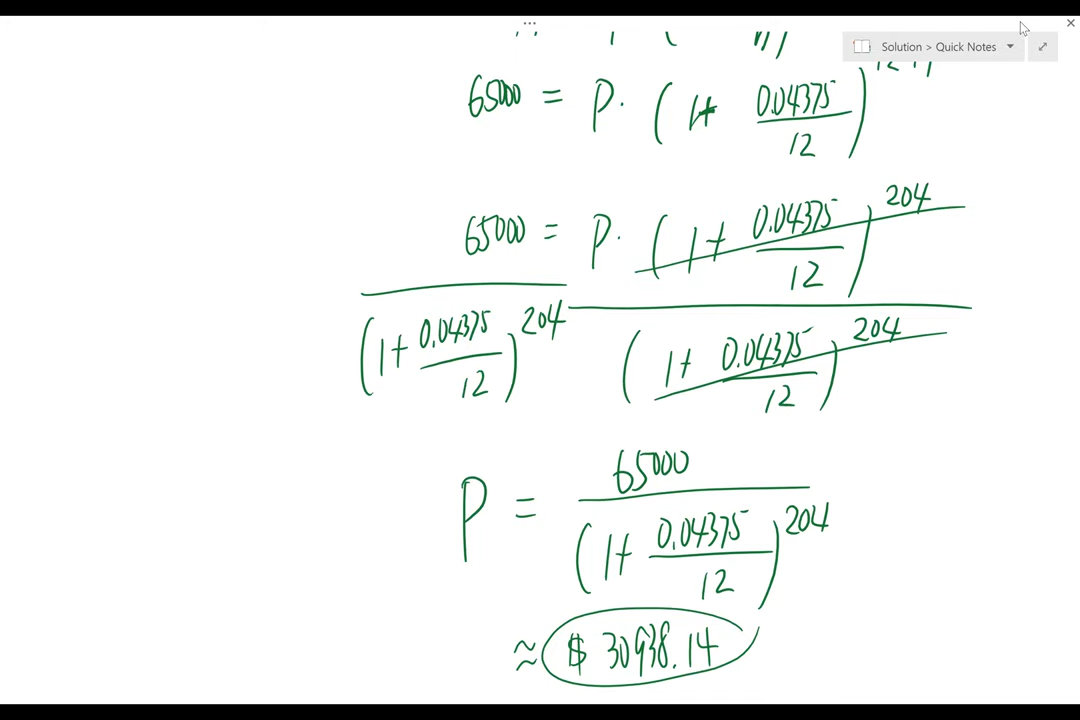 Solution > Quick Notes
65000 = P. (1+ 0.04375/12)
65000 = P. (1+ 0.04375/12)^204
(1+ 0.04375/12)^204 (1+ 0.04375/12)^204
P = 65000/(1+ 0.04375/12)^204
≈ $ 30938.14